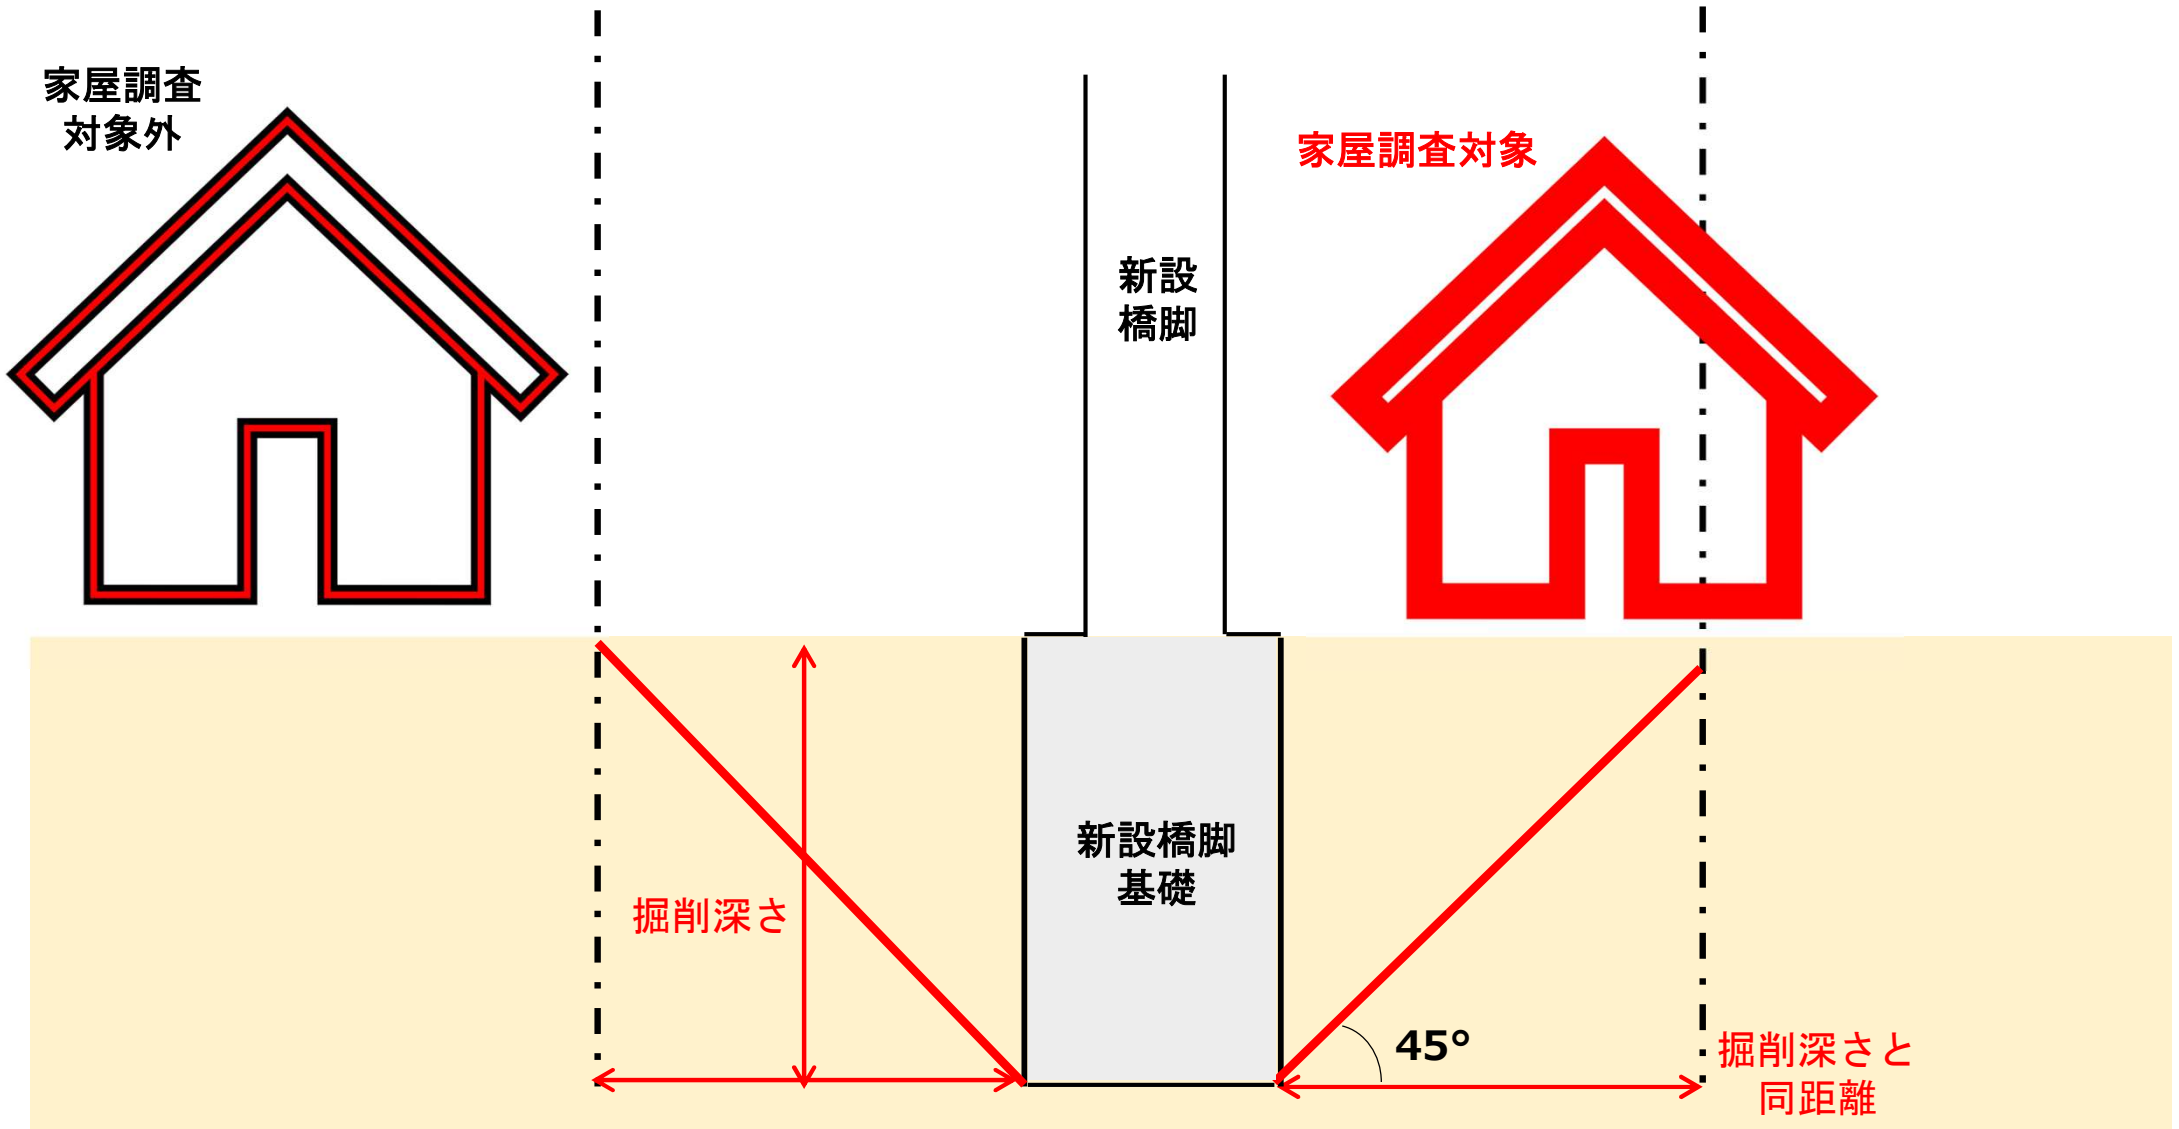 家屋調査
対象外
家屋調査対象
新設
橋脚
新設橋脚
基礎
掘削深さ
45°
掘削深さと
同距離